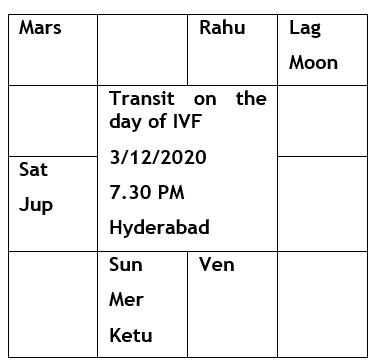 Mars
Rahu
Lag
Moon
Transit on the
day of IVF
3/12/2020
7.30 PM
Hyderabad
Sat
Jup
Sun
Mer
Ketu
Ven